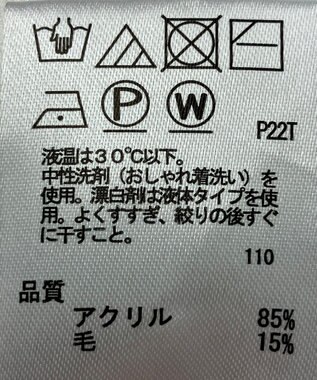 P
W
P22T
液温は30℃以下。
中性洗剤（おしゃれ着洗い）を
使用。漂白剤は液体タイプを使
用。よくすすぎ、絞りの後すぐ
に干すこと。
110
品質
アクリル 85%
毛 15%